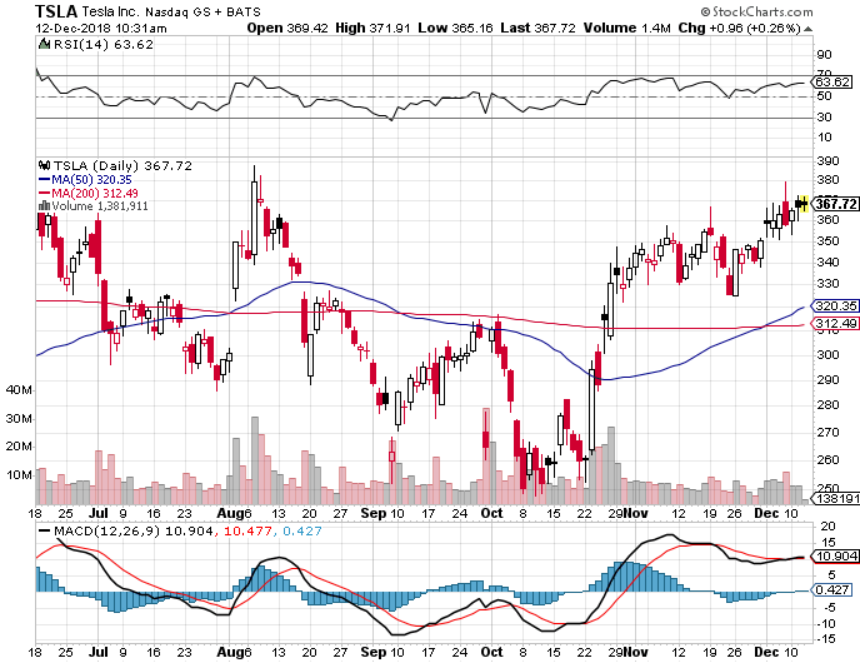 TSLA Tesla Inc. Nasdaq GS + BATS © StockCharts.com
12-Dec-2018 10:31am Open 369.42 High 371.91 Low 365.16 Last 367.72 Volume 1.4M Chg +0.96 (+0.26%)
RSI(14) 63.62
90
70
63.62
50
30
10
TSLA (Daily) 367.72
MA(50) 320.35
MA(200) 312.49
Volume 1,381,911
390
380
370
367.72
360
350
340
330
320.35
312.49
300
290
280
270
260
250
138191
40M
30M
20M
10M
18 25 Jul 9 16 23 Aug 6 13 20 27 Sep 10 17 24 Oct 8 15 22 29 Nov 12 19 26 Dec 10
MACD(12,26,9) 10.904, 10.477, 0.427
20
15
10.904
5
0.427
-5
-10
-15
18 25 Jul 9 16 23 Aug 6 13 20 27 Sep 10 17 24 Oct 8 15 22 29 Nov 12 19 26 Dec 10